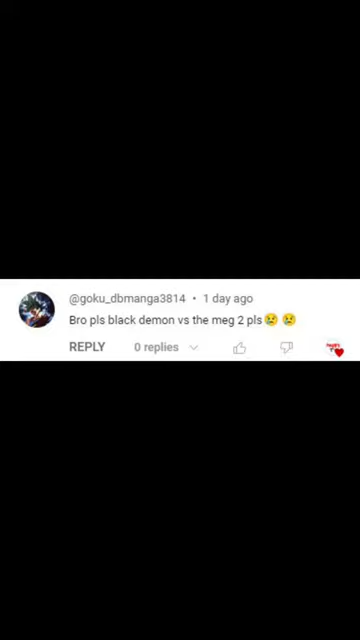 @goku_dbmanga3814 • 1 day ago
Bro pls black demon vs the meg 2 pls😢 😢
REPLY 0 replies